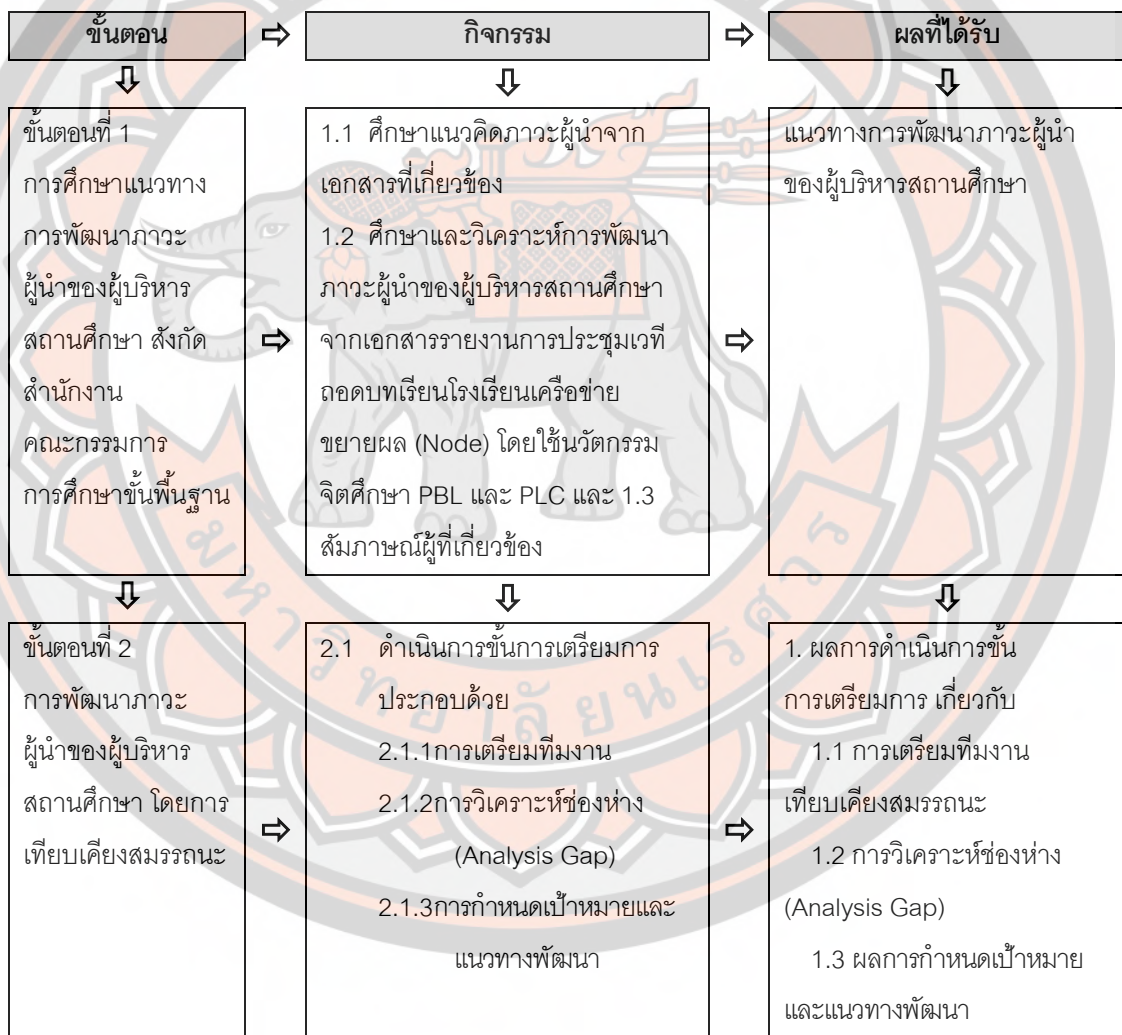 ขั้นตอน
กิจกรรม
ผลที่ได้รับ
ขั้นตอนที่ 1
การศึกษาแนวทาง
การพัฒนาภาวะ
ผู้นำของผู้บริหาร
สถานศึกษา สังกัด
สำนักงาน
คณะกรรมการ
การศึกษาขั้นพื้นฐาน
1.1 ศึกษาแนวคิดภาวะผู้นำจาก
เอกสารที่เกี่ยวข้อง
1.2 ศึกษาและวิเคราะห์การพัฒนา
ภาวะผู้นำของผู้บริหารสถานศึกษา
จากเอกสารรายงานการประชุมเวที
ถอดบทเรียนโรงเรียนเครือข่าย
ขยายผล (Node) โดยใช้นวัตกรรม
จิตศึกษา PBL และ PLC และ 1.3
สัมภาษณ์ผู้ที่เกี่ยวข้อง
แนวทางการพัฒนาภาวะผู้นำ
ของผู้บริหารสถานศึกษา
ขั้นตอนที่ 2
การพัฒนาภาวะ
ผู้นำของผู้บริหาร
สถานศึกษา โดยการ
เทียบเคียงสมรรถนะ
2.1 ดำเนินการขั้นการเตรียมการ
ประกอบด้วย
2.1.1การเตรียมทีมงาน
2.1.2การวิเคราะห์ช่องห่าง
(Analysis Gap)
2.1.3การกำหนดเป้าหมายและ
แนวทางพัฒนา
1. ผลการดำเนินการขั้น
การเตรียมการ เกี่ยวกับ
1.1 การเตรียมทีมงาน
เทียบเคียงสมรรถนะ
1.2 การวิเคราะห์ช่องห่าง
(Analysis Gap)
1.3 ผลการกำหนดเป้าหมาย
และแนวทางพัฒนา
มหาวิทยาลัยนเรศวร